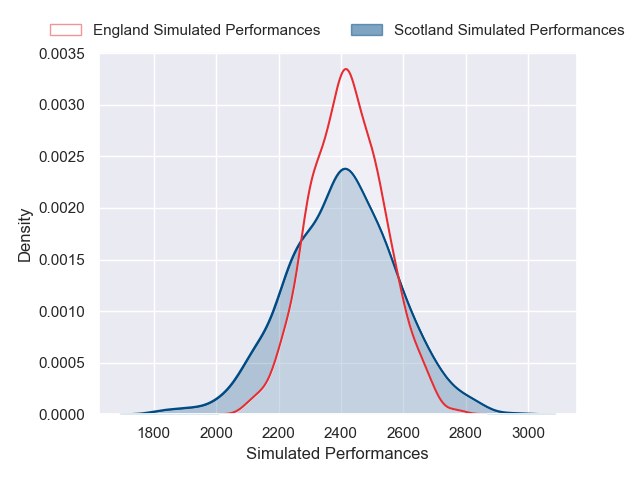 England Simulated Performances Scotland Simulated Performances
0.0035
0.0030
0.0025
0.0020
0.0015
0.0010
0.0005
0.0000
Density
1800 2000 2200 2400 2600 2800 3000
Simulated Performances